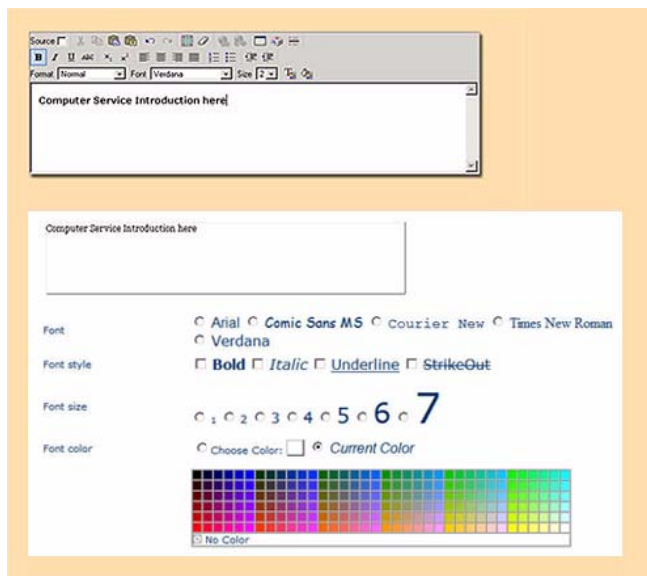 Source
B I U ABC
Format Normal Font Verdana Size 2
Computer Service Introduction here
Computer Service Introduction here
Font
Arial Comic Sans MS Courier New Times New Roman
Verdana
Font style
Bold Italic Underline StrikeOut
Font size
1 2 3 4 5 6 7
Font color
Choose Color: Current Color
No Color